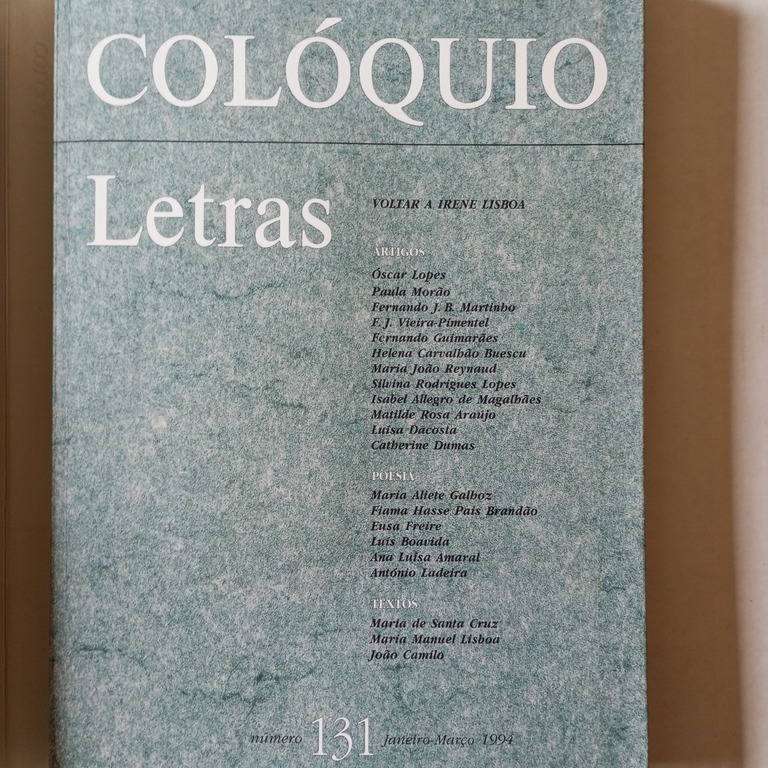 COLÓQUIO
Letras
VOLTAR A IRENE LISBOA
ARTIGOS
Óscar Lopes
Paula Morão
Fernando J. B. Martinho
F. J. Vieira-Pimentel
Fernando Guimarães
Helena Carvalhão Buescu
Maria João Reynaud
Silvina Rodrigues Lopes
Isabel Allegro de Magalhães
Matilde Rosa Araújo
Luísa Dacosta
Catherine Dumas
POESIA
Maria Aliete Galhoz
Fiama Hasse Pais Brandão
Eusa Freire
Luís Boavida
Ana Luísa Amaral
António Ladeira
TEXTOS
Maria de Santa Cruz
Maria Manuel Lisboa
João Camilo
número 131 Janeiro-Março 1994